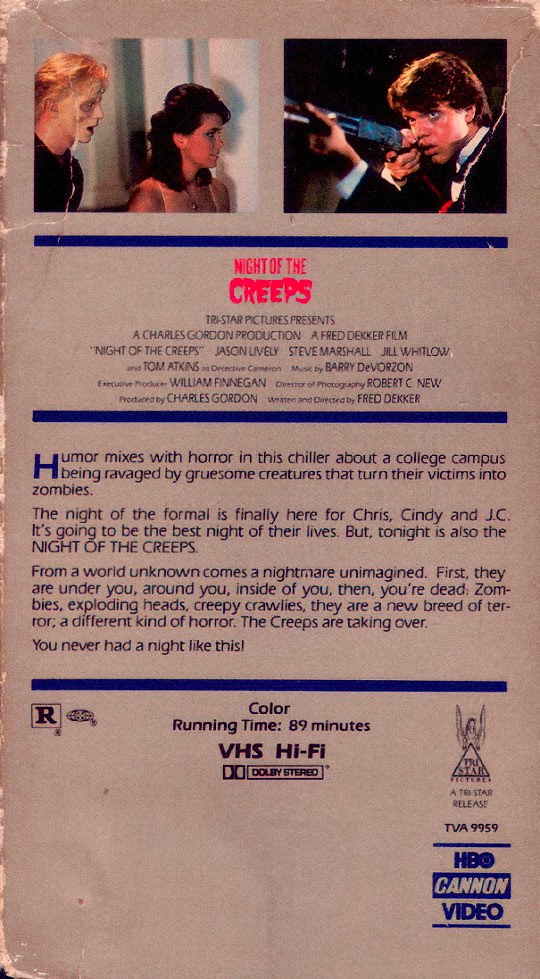 NIGHT OF THE
CREEPS
TRI-STAR PICTURES PRESENTS
A CHARLES GORDON PRODUCTION A FRED DEKKER FILM
"NIGHT OF THE CREEPS" JASON LIVELY STEVE MARSHALL JILL WHITLOW,
and TOM ATKINS as Detective Cameron Music by BARRY DeVORZON
Executive Producer WILLIAM FINNEGAN Director of Photography ROBERT C. NEW
Produced by CHARLES GORDON Written and Directed by FRED DEKKER
Humor mixes with horror in this chiller about a college campus
being ravaged by gruesome creatures that turn their victims into
zombies.
The night of the formal is finally here for Chris, Cindy and J.C.
It's going to be the best night of their lives. But, tonight is also the
NIGHT OF THE CREEPS.
From a world unknown comes a nightmare unimagined. First, they
are under you, around you, inside of you, then, you're dead. Zom-
bies, exploding heads, creepy crawlies, they are a new breed of ter-
ror; a different kind of horror. The Creeps are taking over.
You never had a night like this!
R
®
®
Color
Running Time: 89 minutes
VHS Hi-Fi
DOLBY STEREO®
TRI
STAR
PICTURES
A TRI-STAR
RELEASE
TVA 9959
HBO
CANNON
VIDEO